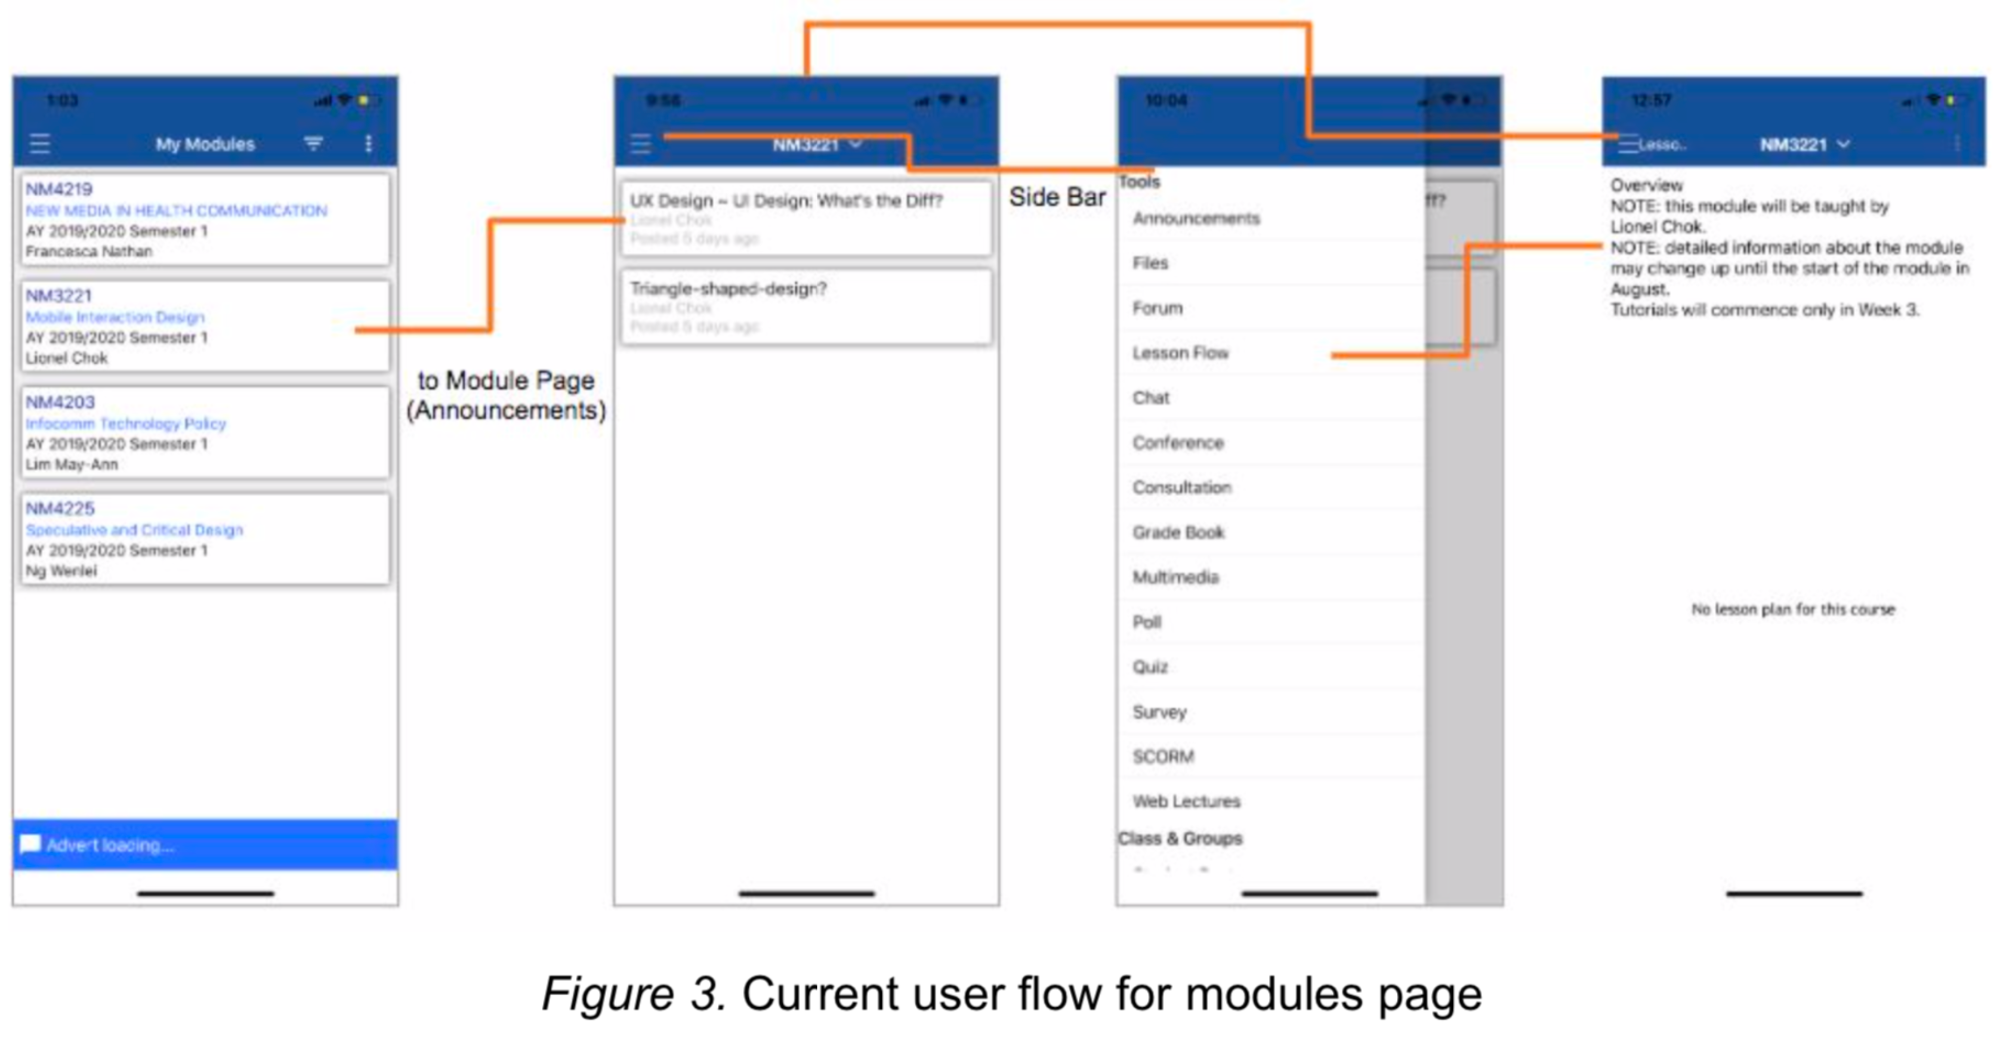 1:03
My Modules
NM4219
NEW MEDIA IN HEALTH COMMUNICATION
AY 2019/2020 Semester 1
Francesca Nathan
NM3221
Mobile Interaction Design
AY 2019/2020 Semester 1
Lionel Chok
NM4203
Infocomm Technology Policy
AY 2019/2020 Semester 1
Lim May-Ann
NM4225
Speculative and Critical Design
AY 2019/2020 Semester 1
Ng Wenlei
Advert loading...
to Module Page
(Announcements)
9:56
NM3221
UX Design ~ UI Design: What's the Diff?
Lionel Chok
Posted 5 days ago
Triangle-shaped-design?
Lionel Chok
Posted 5 days ago
Side Bar
10:04
Tools
Announcements
Files
Forum
Lesson Flow
Chat
Conference
Consultation
Grade Book
Multimedia
Poll
Quiz
Survey
SCORM
Web Lectures
Class & Groups
ff?
12:57
Lesso..
NM3221
Overview
NOTE: this module will be taught by
Lionel Chok.
NOTE: detailed information about the module
may change up until the start of the module in
August.
Tutorials will commence only in Week 3.
No lesson plan for this course
Figure 3. Current user flow for modules page